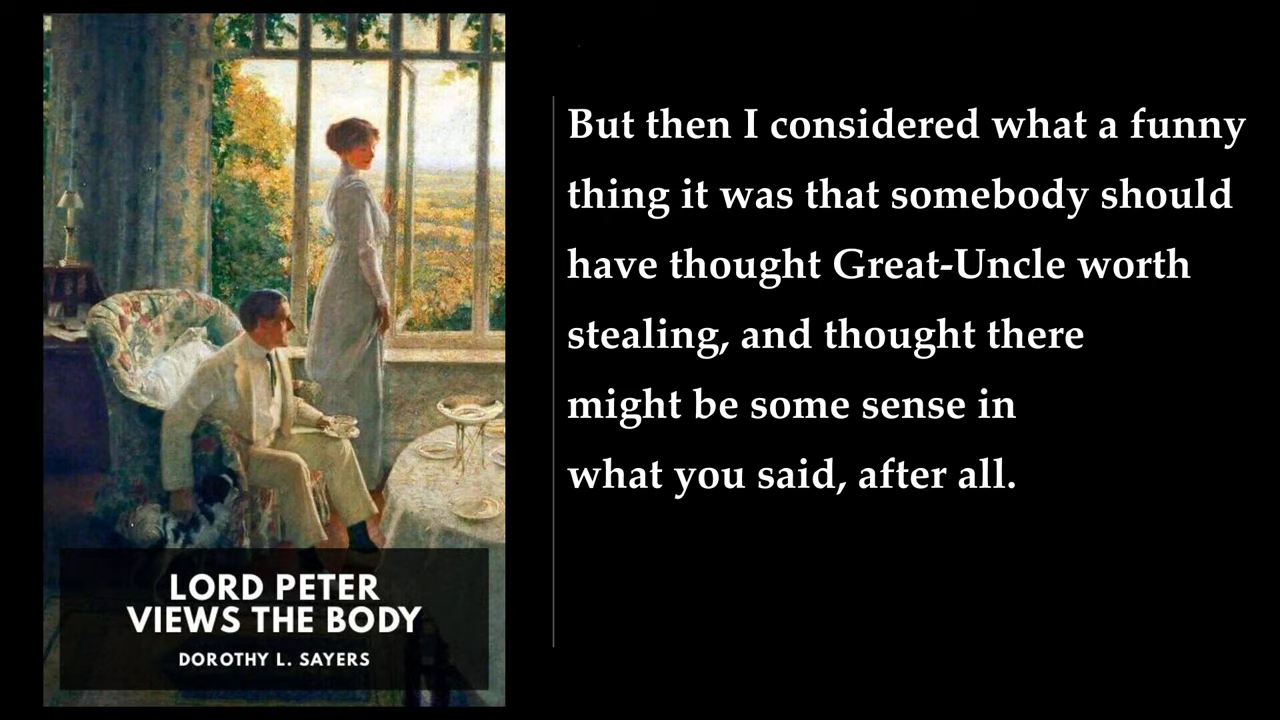 But then I considered what a funny
thing it was that somebody should
have thought Great-Uncle worth
stealing, and thought there
might be some sense in
what you said, after all.
LORD PETER
VIEWS THE BODY
DOROTHY L. SAYERS